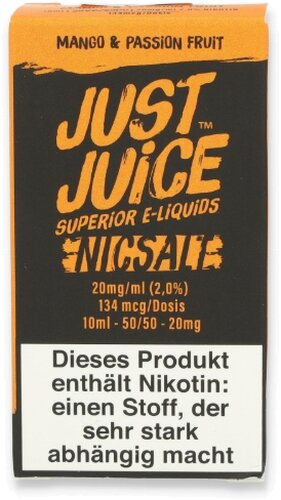 MANGO & PASSION FRUIT
JUST™
JUICE
SUPERIOR E-LIQUIDS
NICSALT
20mg/ml (2,0%)
134 mcg/Dosis
10ml - 50/50 - 20mg
Dieses Produkt
enthält Nikotin:
einen Stoff, der
sehr stark
abhängig macht